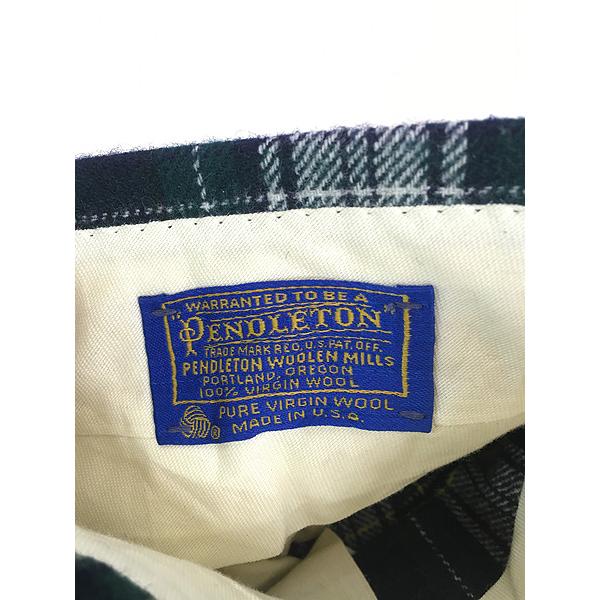 "WARRANTED TO BE A
PENDLETON"
TRADE MARK REG. U.S. PAT. OFF.
PENDLETON WOOLEN MILLS
PORTLAND, OREGON
100% VIRGIN WOOL
PURE VIRGIN WOOL
® MADE IN U.S.A.